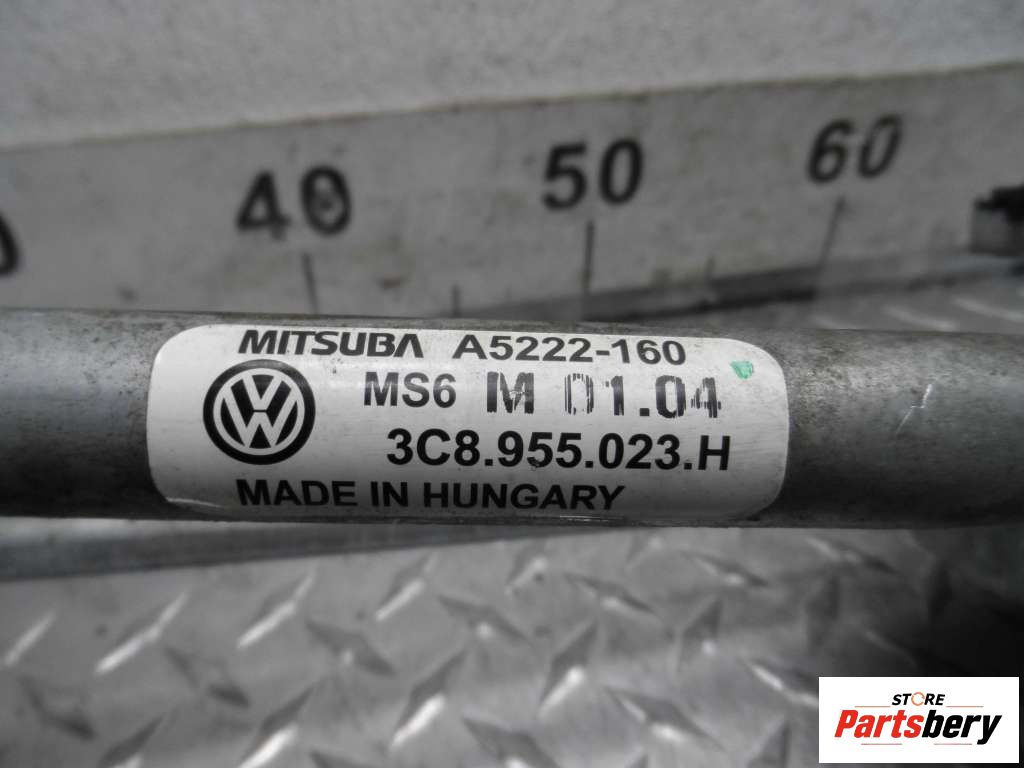 40 50 60
MITSUBA A5222-160
MS6 M 01.04
3C8.955.023.H
MADE IN HUNGARY
STORE
Partsbery